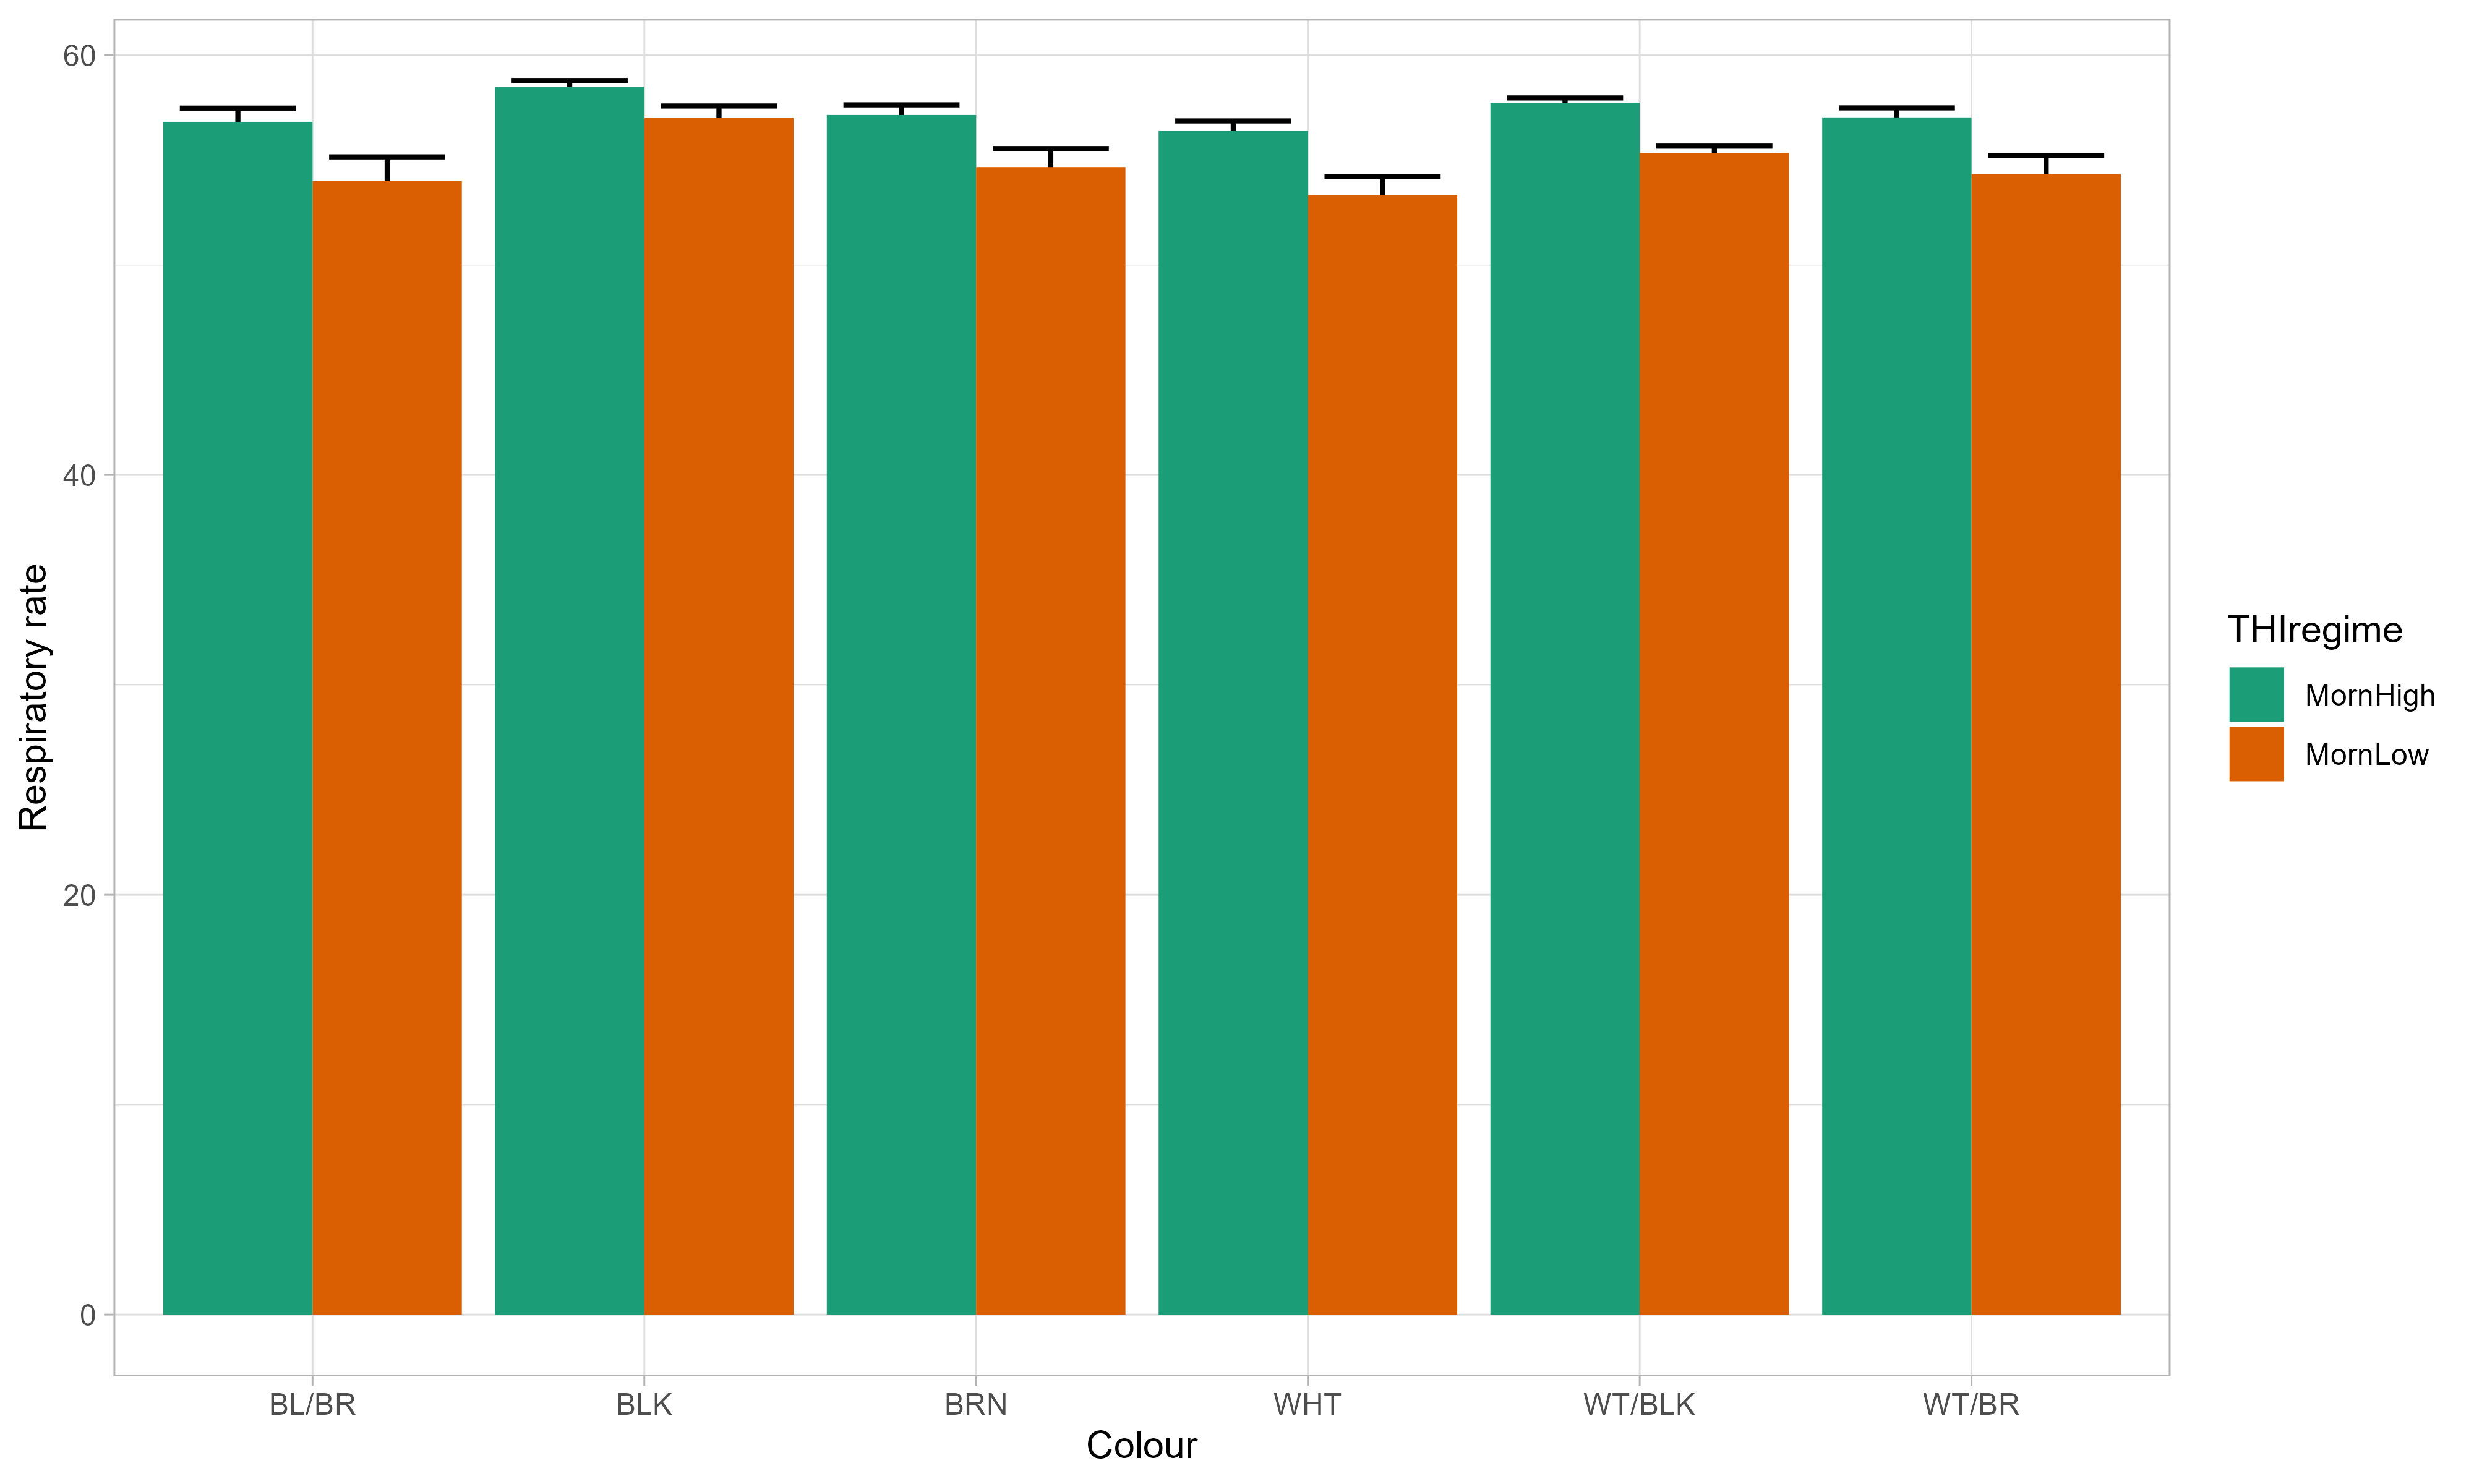 60
40
20
0
Respiratory rate
BL/BR
BLK
BRN
WHT
WT/BLK
WT/BR
Colour
THIregime
MornHigh
MornLow